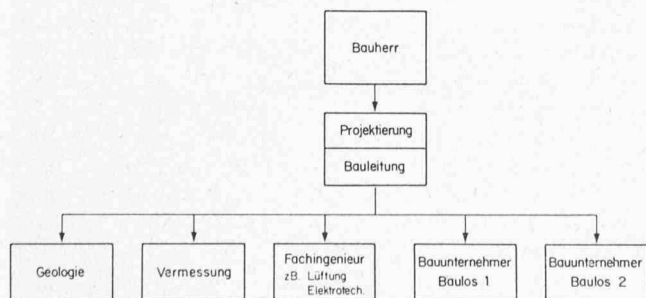 Bauherr
Projektierung
Bauleitung
Geologie
Vermessung
Fachingenieur
zB. Lüftung
Elektrotech.
Bauunternehmer
Baulos 1
Bauunternehmer
Baulos 2